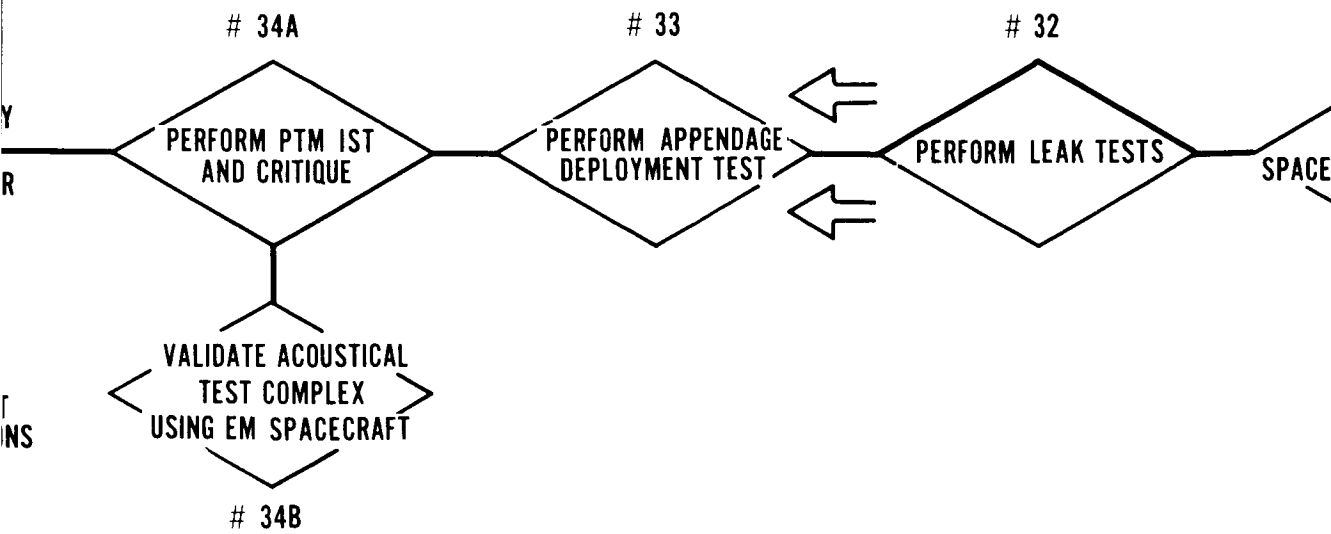 # 34A
# 33
# 32
PERFORM PTM IST
AND CRITIQUE
PERFORM APPENDAGE
DEPLOYMENT TEST
PERFORM LEAK TESTS
SPACE
Y
R
VALIDATE ACOUSTICAL
TEST COMPLEX
USING EM SPACECRAFT
T
NS
# 34B